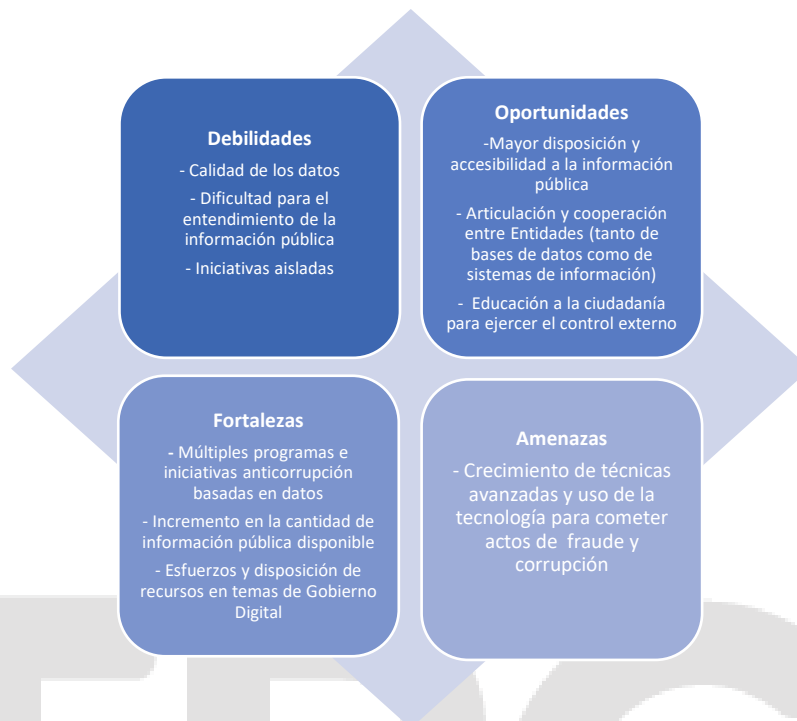 Debilidades
- Calidad de los datos
- Dificultad para el
entendimiento de la
información pública
- Iniciativas aisladas
Oportunidades
-Mayor disposición y
accesibilidad a la información
pública
- Articulación y cooperación
entre Entidades (tanto de
bases de datos como de
sistemas de información)
- Educación a la ciudadanía
para ejercer el control externo
Fortalezas
- Múltiples programas e
iniciativas anticorrupción
basadas en datos
- Incremento en la cantidad de
información pública disponible
- Esfuerzos y disposición de
recursos en temas de Gobierno
Digital
Amenazas
- Crecimiento de técnicas
avanzadas y uso de la
tecnología para cometer
actos de fraude y
corrupción